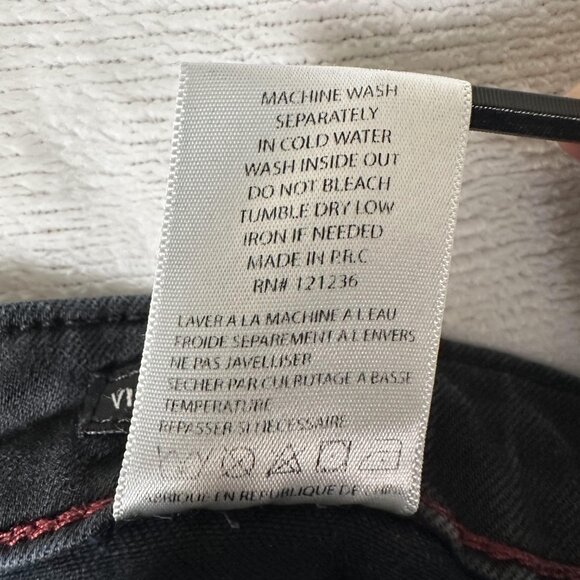 MACHINE WASH
SEPARATELY
IN COLD WATER
WASH INSIDE OUT
DO NOT BLEACH
TUMBLE DRY LOW
IRON IF NEEDED
MADE IN P.R.C
RN# 121236
LAVER A LA MACHINE A L'EAU
FROIDE SEPAREMENT A L'ENVERS
NE PAS JAVELLISER
SECHER PAR CULBUTAGE A BASSE
TEMPERATURE
REPASSER SI NECESSAIRE
FABRIQUE EN REPUBLIQUE DE
VI